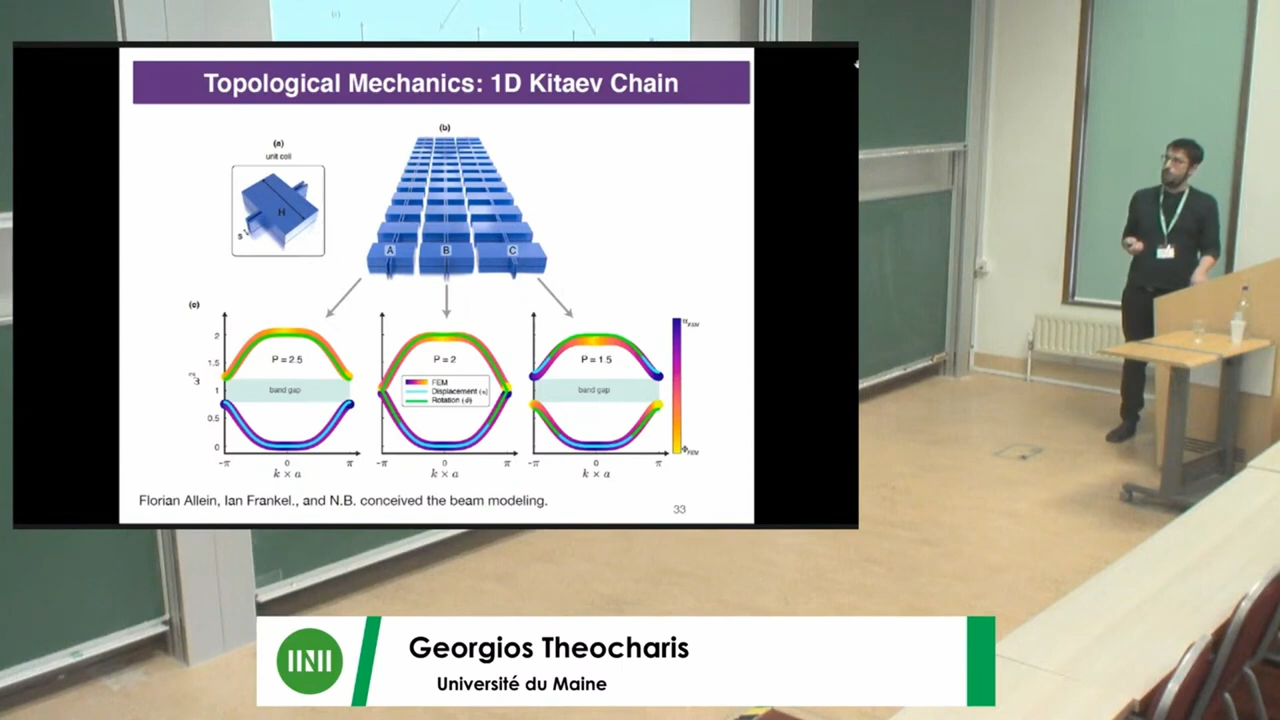 Topological Mechanics: 1D Kitaev Chain
(a)
unit cell
H
s
(b)
A
B
C
(c)
ω²
2
1.5
1
0.5
0
P = 2.5
band gap
-π
0
π
k × a
P = 2
FEM
Displacement (u)
Rotation (ϕ)
-π
0
π
k × a
P = 1.5
band gap
-π
0
π
k × a
Florian Allein, Ian Frankel., and N.B. conceived the beam modeling.
33
Georgios Theocharis
Université du Maine